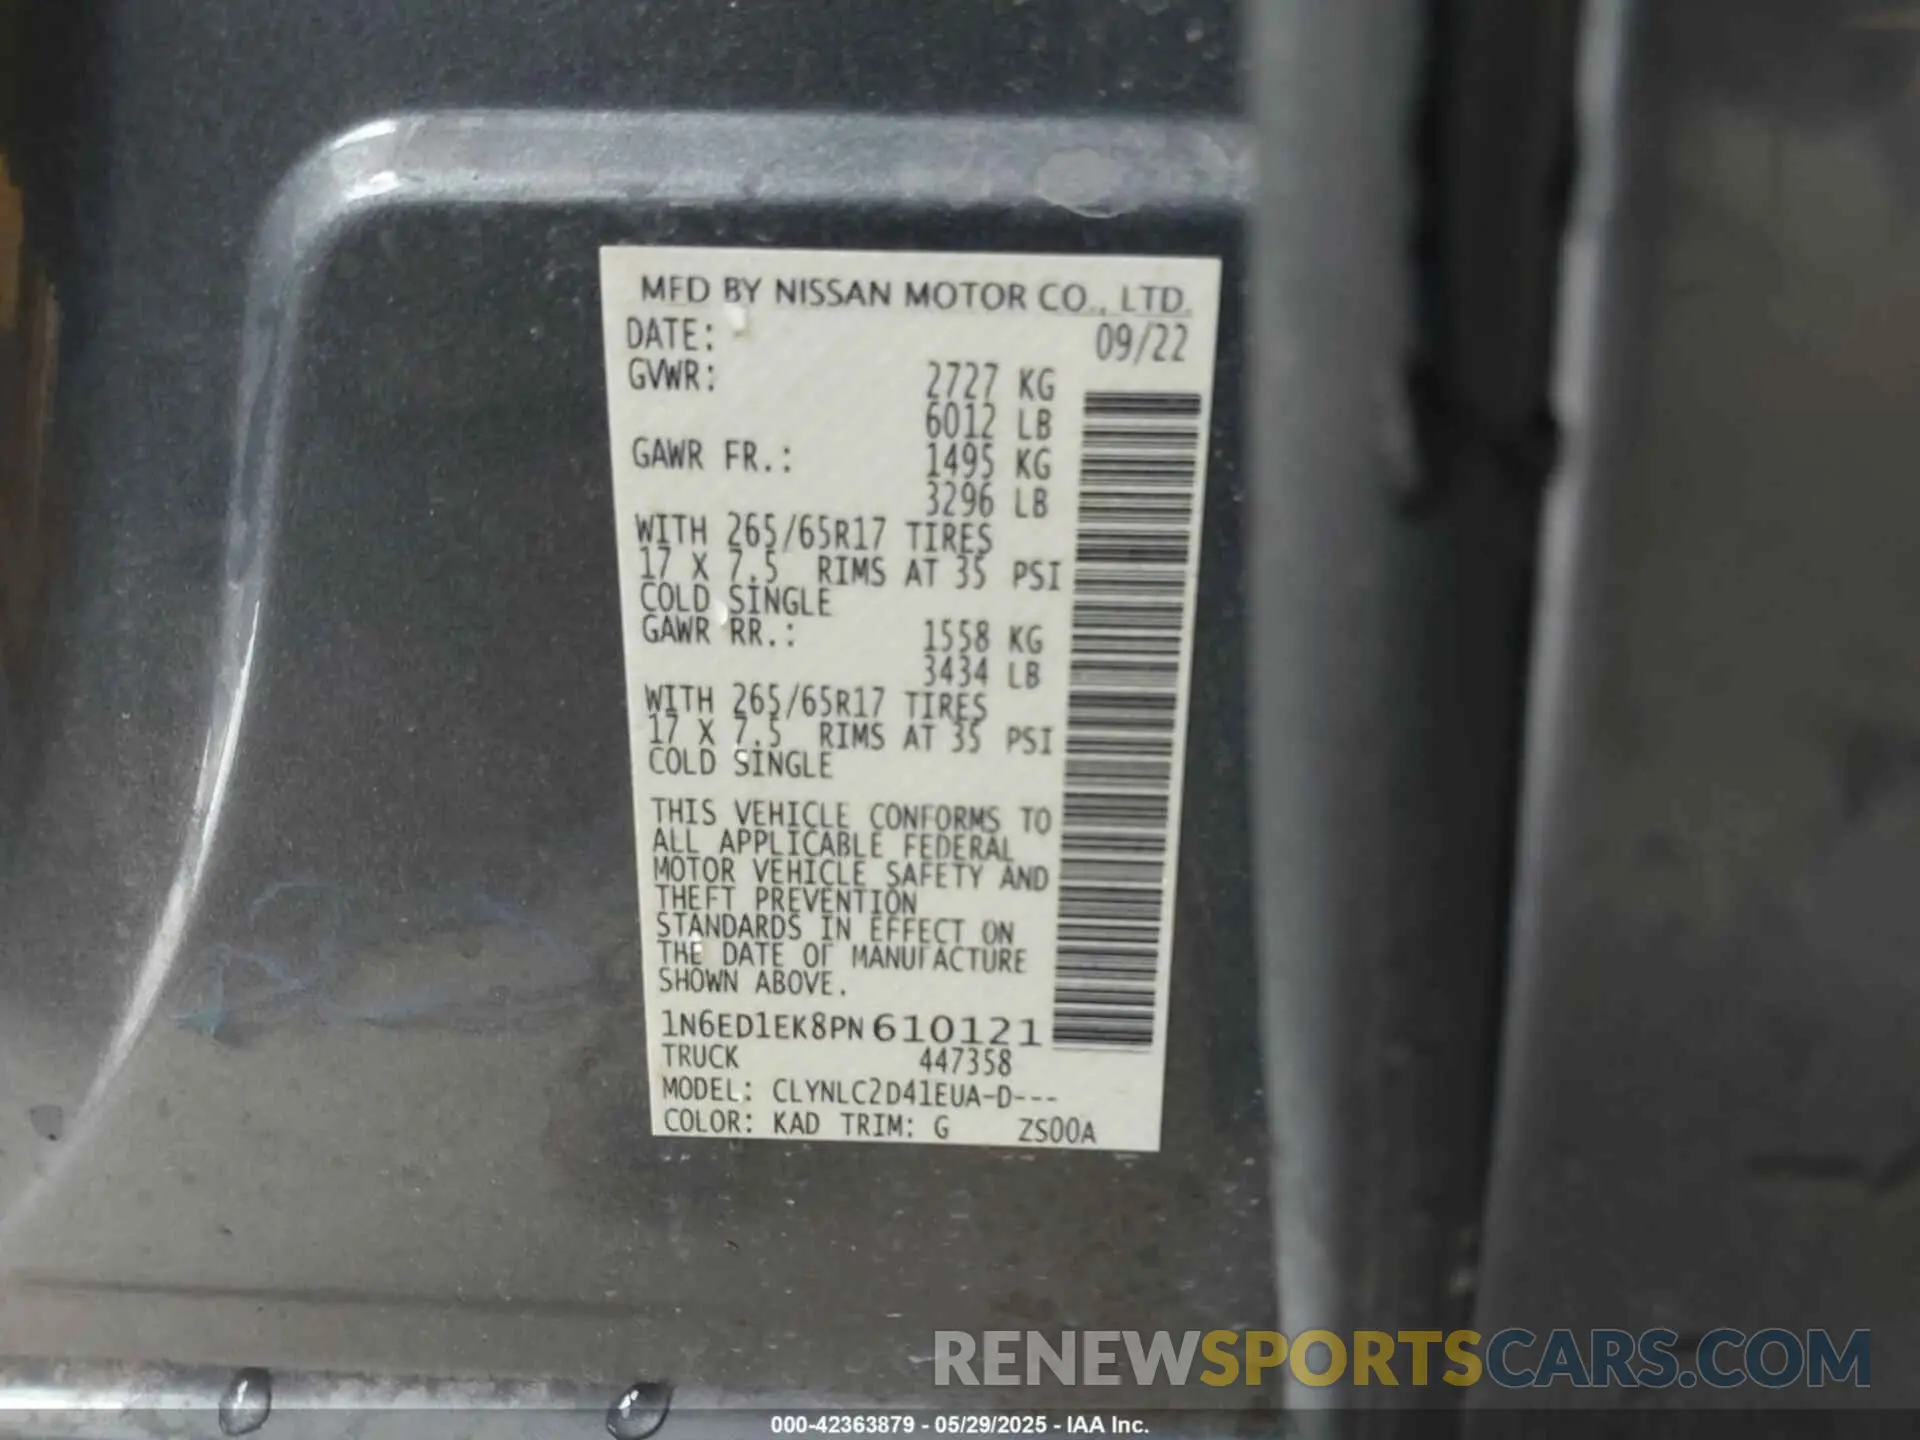 MFD BY NISSAN MOTOR CO., LTD.
DATE: 09/22
GVWR: 2727 KG
6012 LB
GAWR FR.: 1495 KG
3296 LB
WITH 265/65R17 TIRES
17 X 7.5 RIMS AT 35 PSI
COLD SINGLE
GAWR RR.: 1558 KG
3434 LB
WITH 265/65R17 TIRES
17 X 7.5 RIMS AT 35 PSI
COLD SINGLE
THIS VEHICLE CONFORMS TO
ALL APPLICABLE FEDERAL
MOTOR VEHICLE SAFETY AND
THEFT PREVENTION
STANDARDS IN EFFECT ON
THE DATE OF MANUFACTURE
SHOWN ABOVE.
1N6ED1EK8PN610121
TRUCK 447358
MODEL: CLYNLC2D41EUA-D---
COLOR: KAD TRIM: G ZS00A
RENEWSPORTSCARS.COM
000-42363879 - 05/29/2025 - IAA Inc.